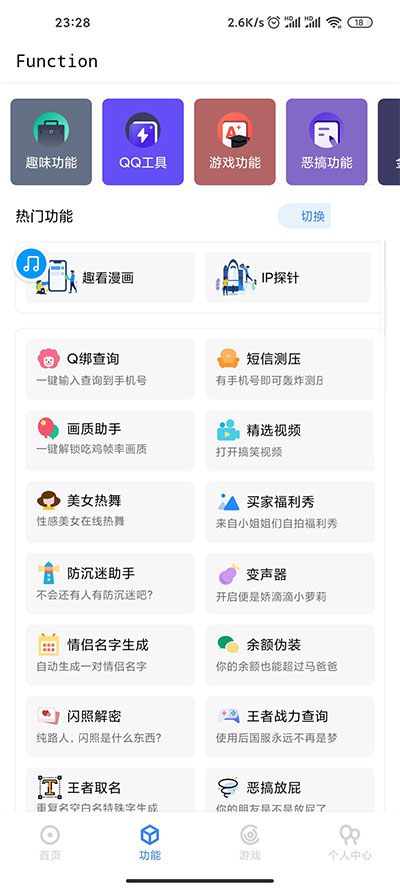 23:28
2.6K/s HD HD 18
Function
趣味功能 QQ工具 游戏功能 恶搞功能
热门功能 切换
趣看漫画 IP探针
Q绑查询 短信测压
一键输入查询到手机号 有手机号即可轰炸测压
画质助手 精选视频
一键解锁吃鸡帧率画质 打开搞笑视频
美女热舞 买家福利秀
性感美女在线热舞 来自小姐姐们自拍福利秀
防沉迷助手 变声器
不会还有人有防沉迷吧? 开启便是娇滴滴小萝莉
情侣名字生成 余额伪装
自动生成一对情侣名字 你的余额也能超过马爸爸
闪照解密 王者战力查询
纯路人，闪照是什么东西? 使用后国服永远不再是梦
王者取名 恶搞放屁
重复名空白名特殊字生成 你的朋友是不是放屁了
首页 功能 游戏 个人中心